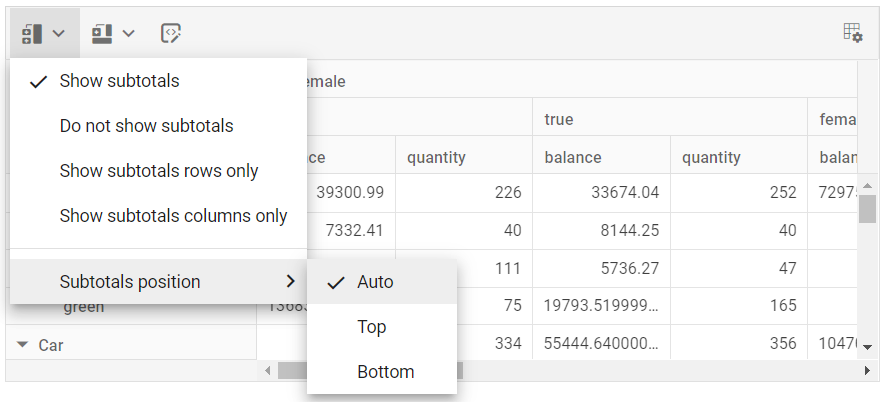 Show subtotals
Do not show subtotals
Show subtotals rows only
Show subtotals columns only
Subtotals position
Auto
Top
Bottom
emale
true fema
ce quantity balance quantity balan
39300.99 226 33674.04 252 7297
7332.41 40 8144.25 40
111 5736.27 47
green 1368 75 19793.519999... 165
Car 334 55444.640000... 356 1047